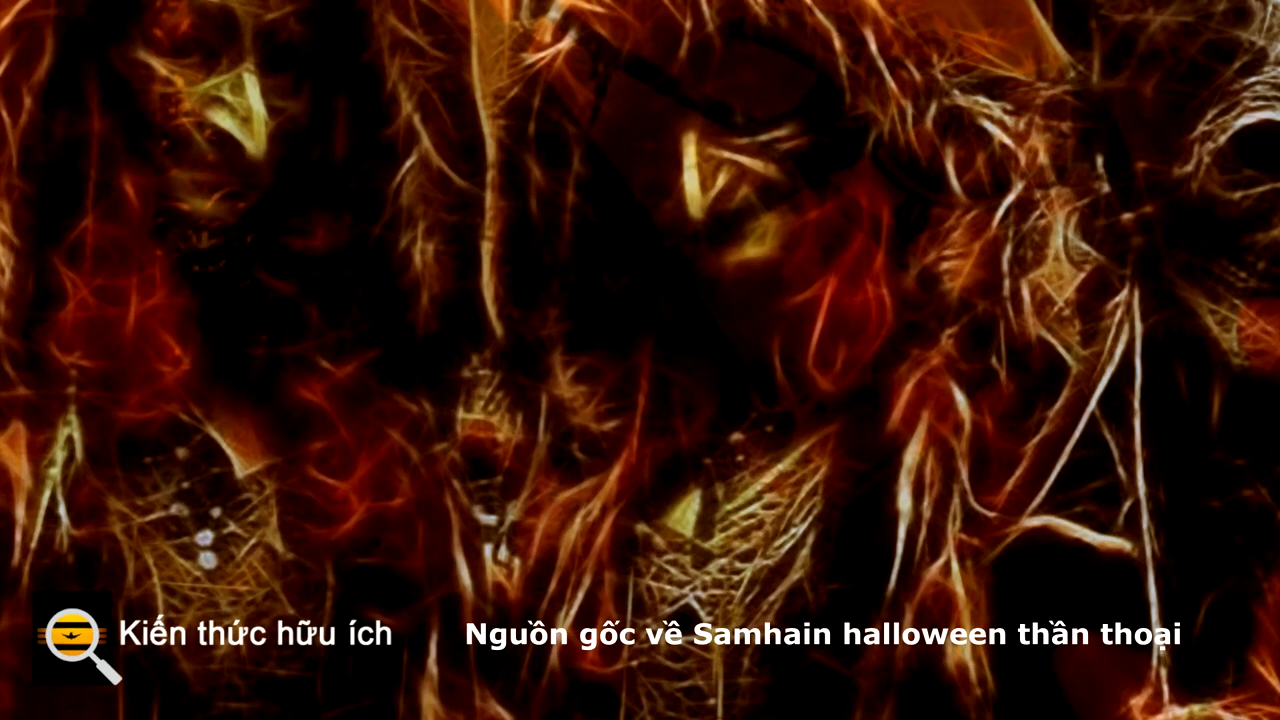 Kiến thức hữu ích
Nguồn gốc về Samhain halloween thần thoại